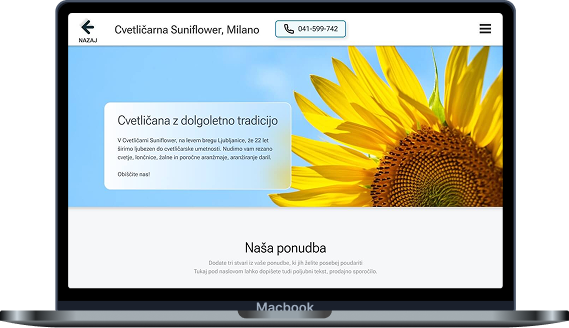 NAZAJ
Cvetličarna Suniflower, Milano
041-599-742
Cvetličana z dolgoletno tradicijo
V Cvetličarni Sunflower, na levem bregu Ljubljanice, že 22 let
širimo ljubezen do cvetličarske umetnosti. Nudimo vam rezano
cvetje, lončnice, žalne in poročne aranžmaje, aranžiranje daril.
Obiščite nas!
Naša ponudba
Dodate tri stvari iz vaše ponudbe, ki jih želite posebej poudariti!
Tukaj pod naslovom lahko dopišete tudi poljubni tekst, prodajno sporočilo.
Macbook